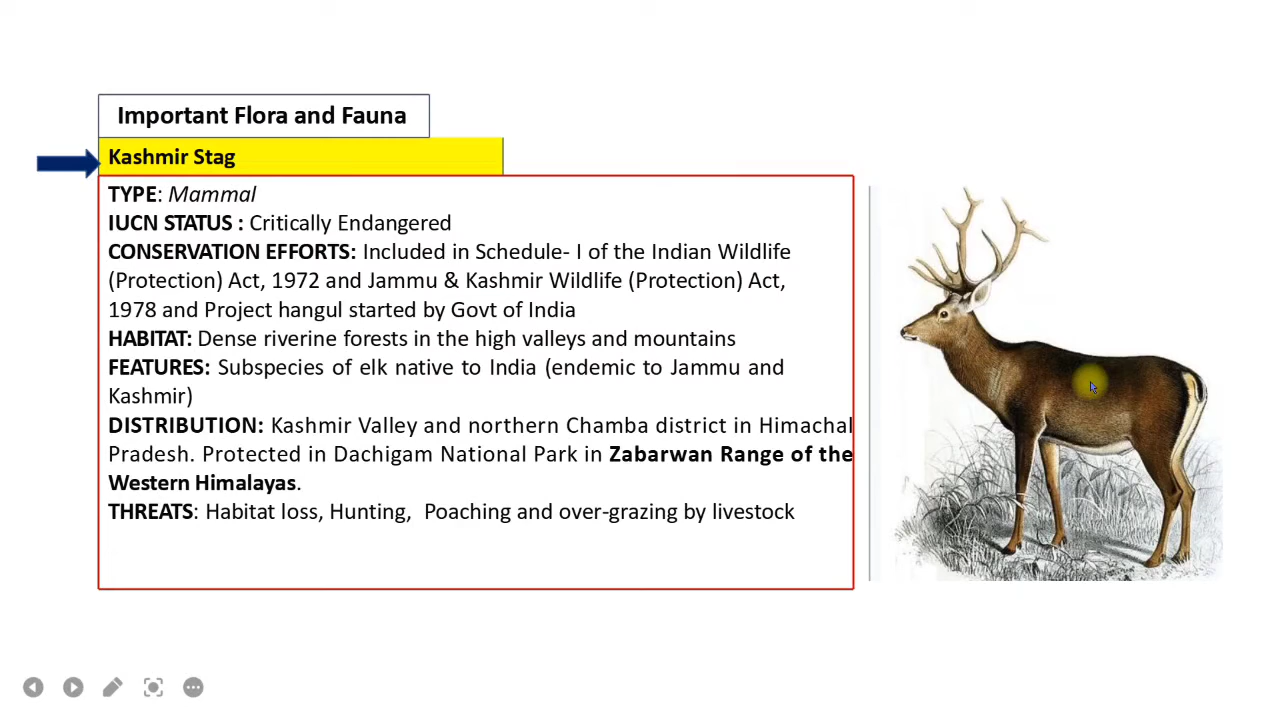 Important Flora and Fauna
Kashmir Stag
TYPE: Mammal
IUCN STATUS : Critically Endangered
CONSERVATION EFFORTS: Included in Schedule- I of the Indian Wildlife
(Protection) Act, 1972 and Jammu & Kashmir Wildlife (Protection) Act,
1978 and Project hangul started by Govt of India
HABITAT: Dense riverine forests in the high valleys and mountains
FEATURES: Subspecies of elk native to India (endemic to Jammu and
Kashmir)
DISTRIBUTION: Kashmir Valley and northern Chamba district in Himachal
Pradesh. Protected in Dachigam National Park in Zabarwan Range of the
Western Himalayas.
THREATS: Habitat loss, Hunting, Poaching and over-grazing by livestock